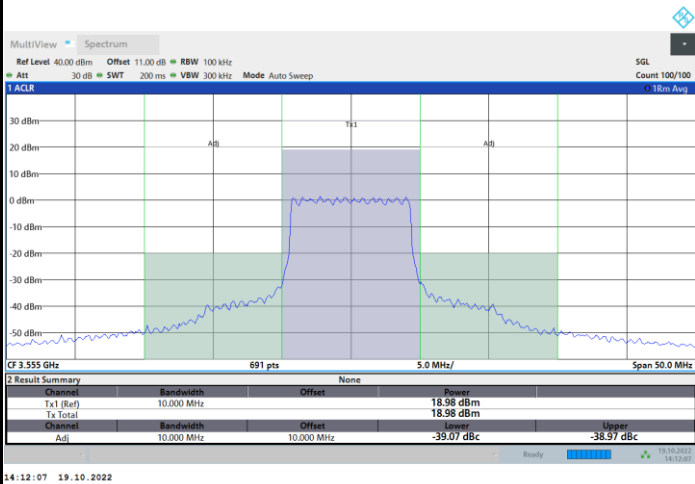 MultiView Spectrum
Ref Level 40.00 dBm Offset 11.00 dB RBW 100 kHz SGL
Att 30 dB SWT 200 ms VBW 300 kHz Mode Auto Sweep Count 100/100
1 ACLR 1Rm Avg
30 dBm
Tx1
20 dBm Adj Adj
10 dBm
0 dBm
-10 dBm
-20 dBm
-30 dBm
-40 dBm
-50 dBm
CF 3.555 GHz 691 pts 5.0 MHz/ Span 50.0 MHz
2 Result Summary None
Channel Bandwidth Offset Power
Tx1 (Ref) 10.000 MHz 18.98 dBm
Tx Total 18.98 dBm
Channel Bandwidth Offset Lower Upper
Adj 10.000 MHz 10.000 MHz -39.07 dBc -38.97 dBc
Ready 19.10.2022
14:12:07
14:12:07 19.10.2022